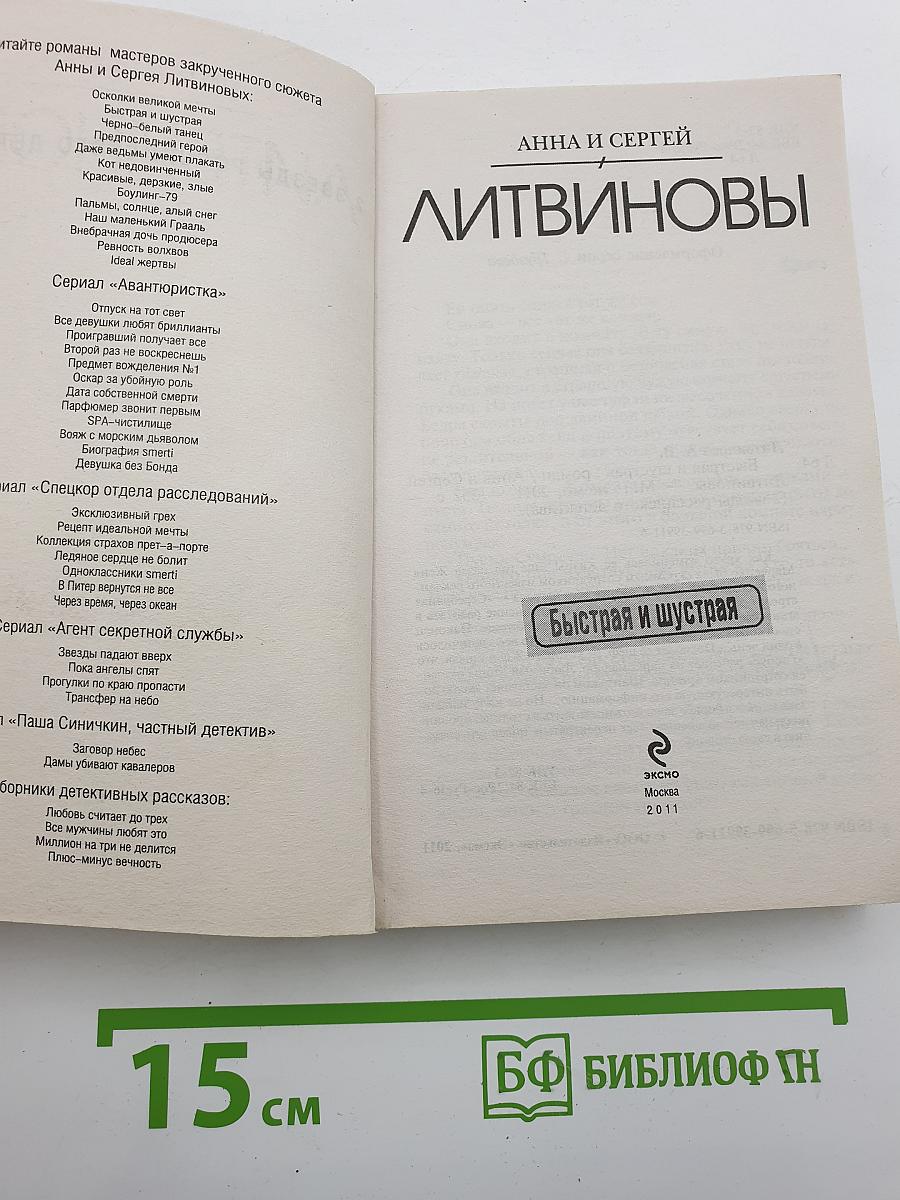 итайте романы мастеров закрученного сюжета
Анны и Сергея Литвиновых:
Осколки великой мечты
Быстрая и шустрая
Черно–белый танец
Предпоследний герой
Даже ведьмы умеют плакать
Кот недовинченный
Красивые, дерзкие, злые
Боулинг–79
Пальмы, солнце, алый снег
Наш маленький Грааль
Внебрачная дочь продюсера
Ревность волхвов
Ideal жертвы
Сериал «Авантюристка»
Отпуск на тот свет
Все девушки любят бриллианты
Проигравший получает все
Второй раз не воскреснешь
Предмет вожделения №1
Оскар за убойную роль
Дата собственной смерти
Парфюмер звонит первым
SPA–чистилище
Вояж с морским дьяволом
Биография smerti
Девушка без Бонда
риал «Спецкор отдела расследований»
Эксклюзивный грех
Рецепт идеальной мечты
Коллекция страхов прет–а–порте
Ледяное сердце не болит
Одноклассники smerti
В Питер вернутся не все
Через время, через океан
Сериал «Агент секретной службы»
Звезды падают вверх
Пока ангелы спят
Прогулки по краю пропасти
Трансфер на небо
л «Паша Синичкин, частный детектив»
Заговор небес
Дамы убивают кавалеров
борники детективных рассказов:
Любовь считает до трех
Все мужчины любят это
Миллион на три не делится
Плюс–минус вечность
АННА И СЕРГЕЙ
ЛИТВИНОВЫ
Быстрая и шустрая
ЭКСМО
Москва
2011
15 см
БФ БИБЛИОФ